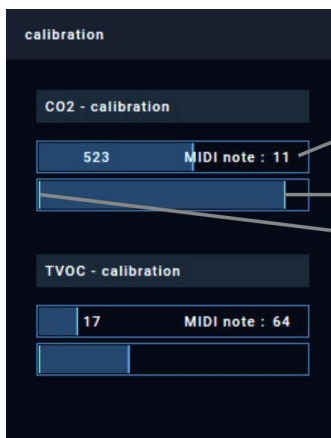 calibration
CO2 - calibration
523 MIDI note : 11
TVOC - calibration
17 MIDI note : 64